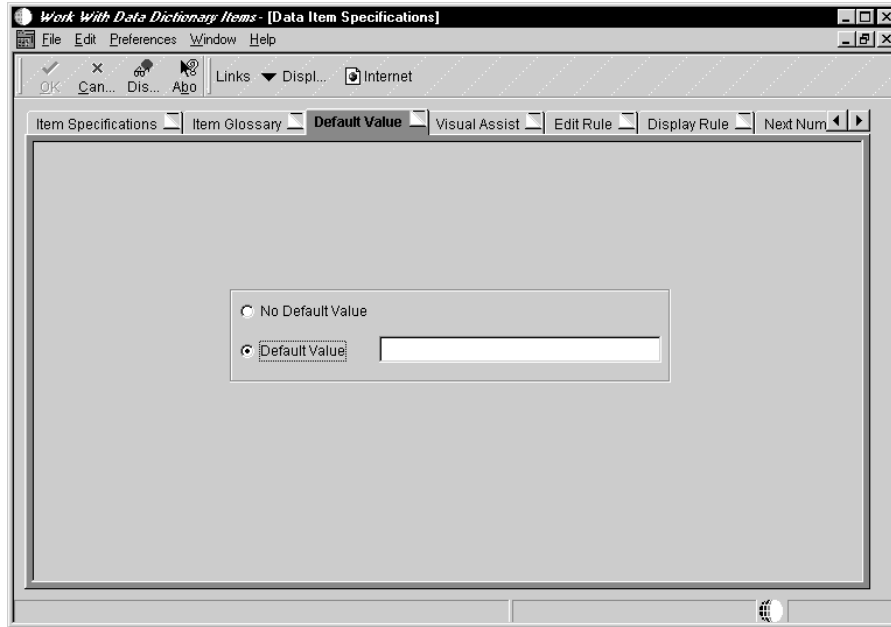 Work With Data Dictionary Items - [Data Item Specifications]
File Edit Preferences Window Help
OK Can... Dis... Abo Links Displ... Internet
Item Specifications Item Glossary Default Value Visual Assist Edit Rule Display Rule Next Num
No Default Value
Default Value